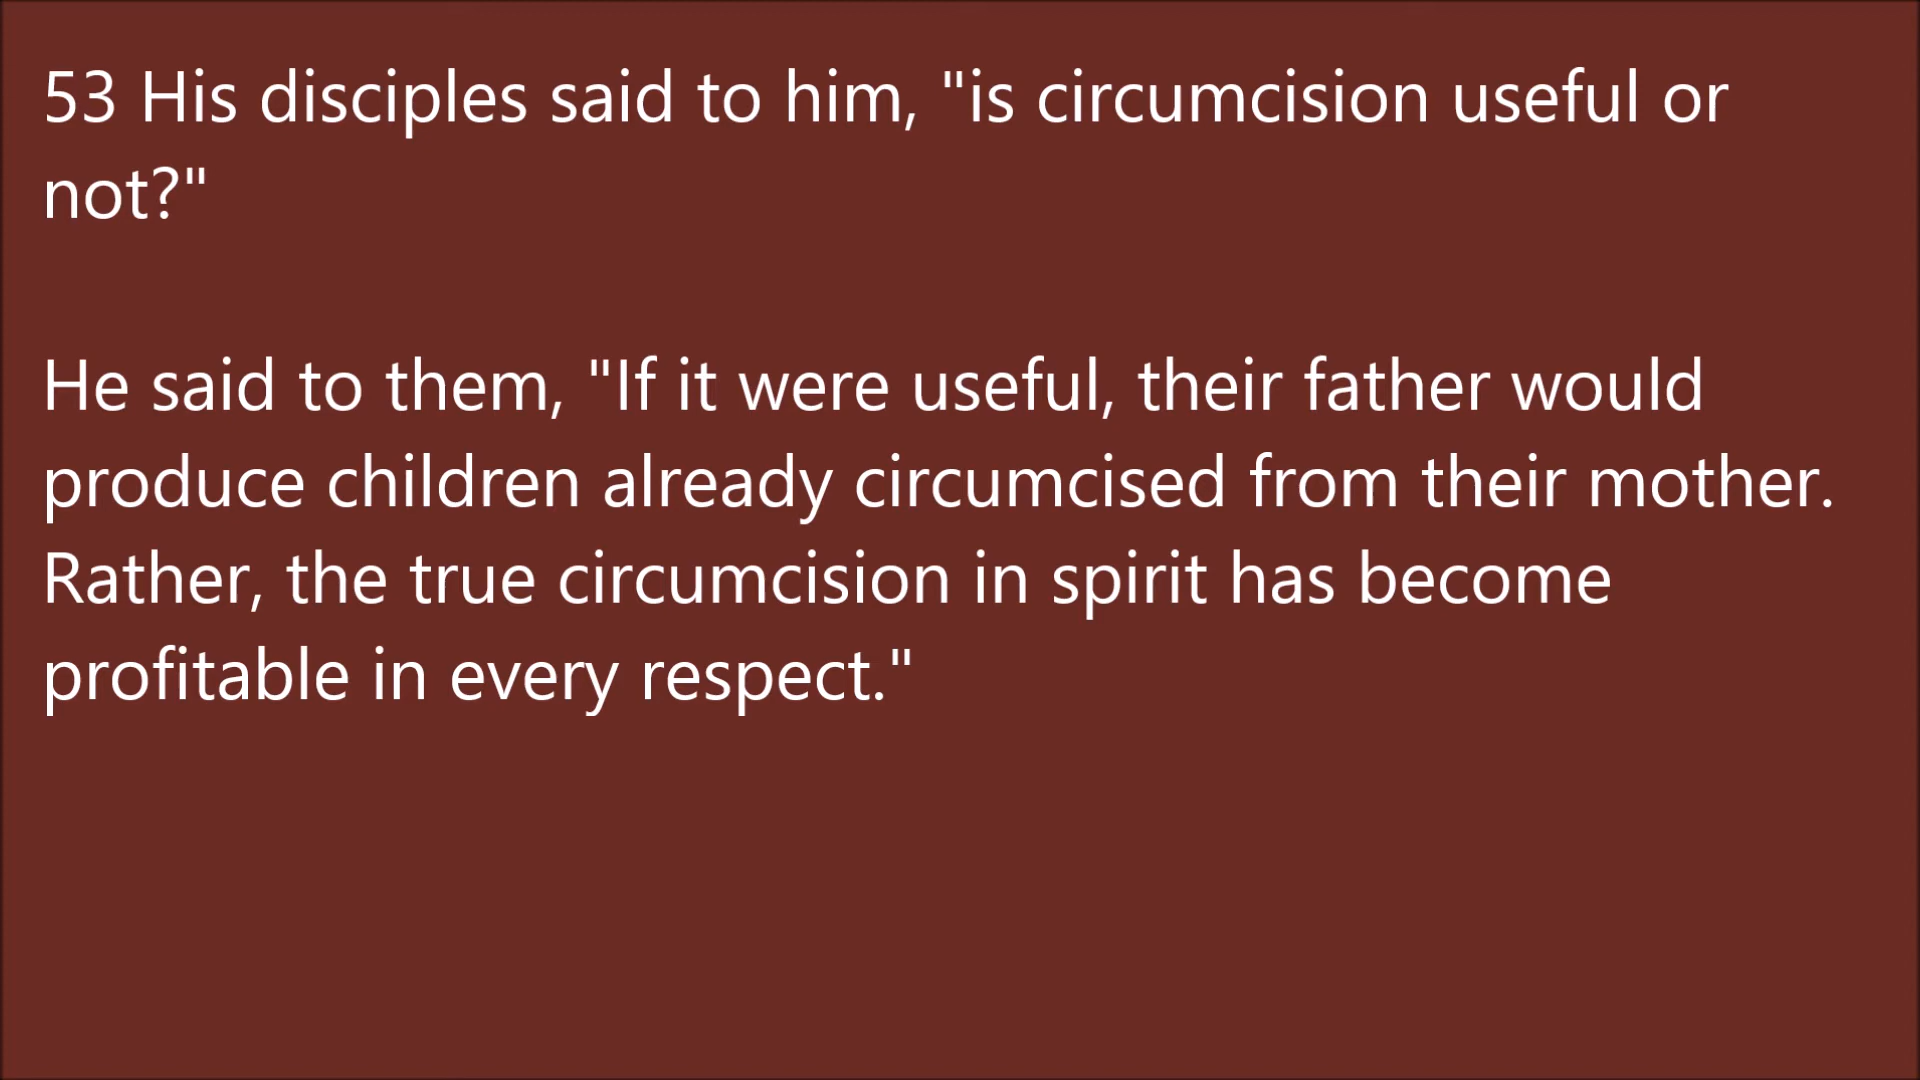 53 His disciples said to him, "is circumcision useful or
not?"
He said to them, "If it were useful, their father would
produce children already circumcised from their mother.
Rather, the true circumcision in spirit has become
profitable in every respect."